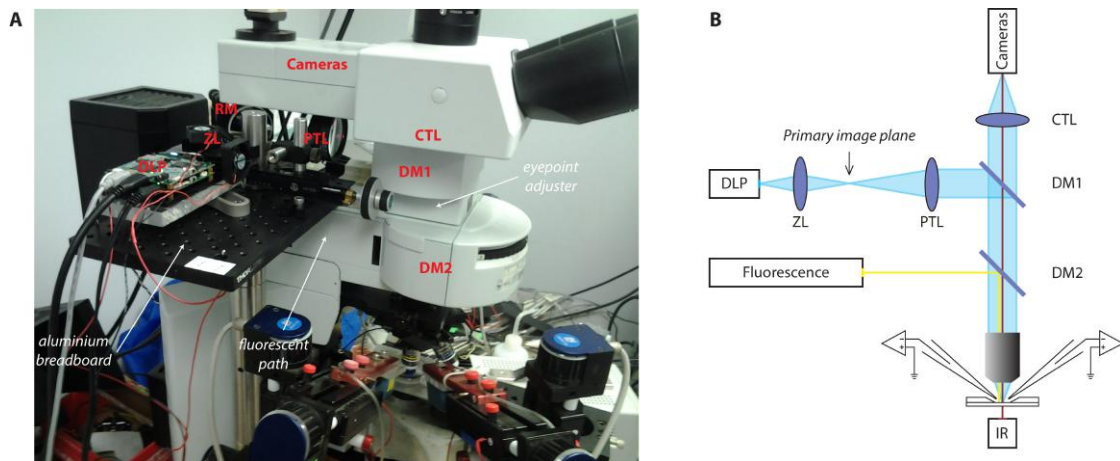 A
Cameras
RM
ZL
PTL
CTL
DLP
DM1
eyepoint
adjuster
DM2
aluminium
breadboard
fluorescent
path
B
Cameras
CTL
Primary image plane
DM1
DLP
ZL
PTL
DM2
Fluorescence
IR